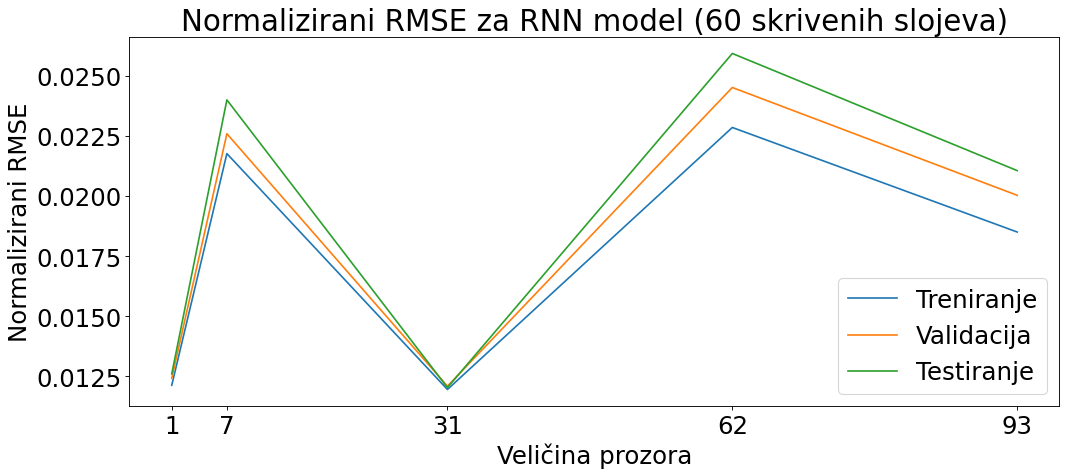 Normalizirani RMSE za RNN model (60 skrivenih slojeva)
Normalizirani RMSE
0.0250
0.0225
0.0200
0.0175
0.0150
0.0125
Treniranje
Validacija
Testiranje
1 7 31 62 93
Veličina prozora